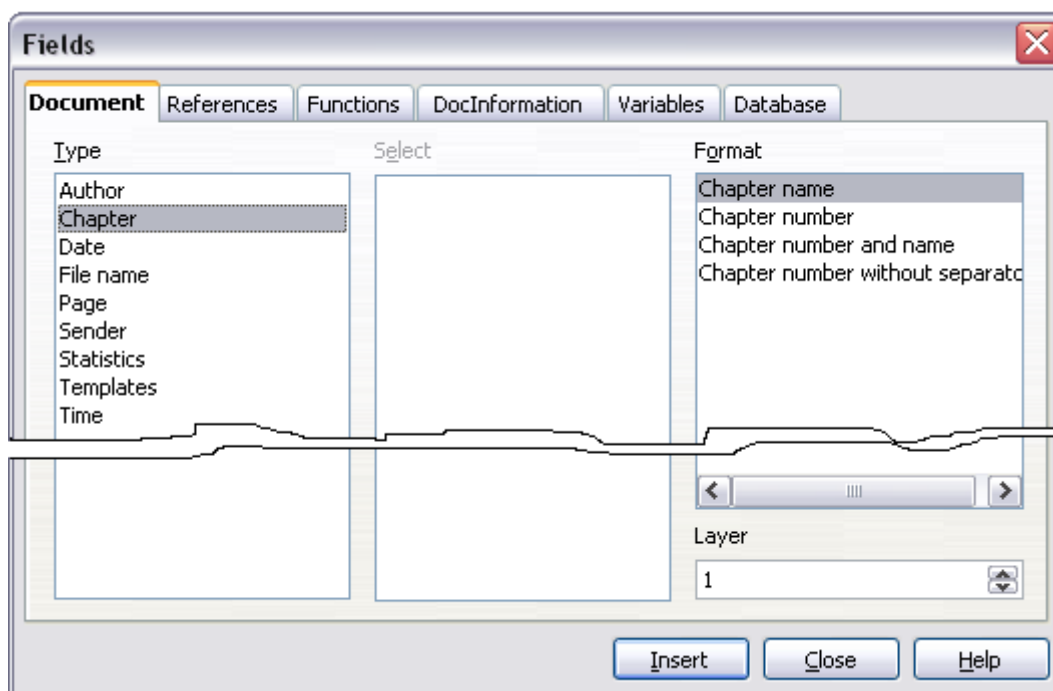 Fields
Document References Functions DocInformation Variables Database
Type
Author
Chapter
Date
File name
Page
Sender
Statistics
Templates
Time
Select
Format
Chapter name
Chapter number
Chapter number and name
Chapter number without separato
Layer
1
Insert Close Help